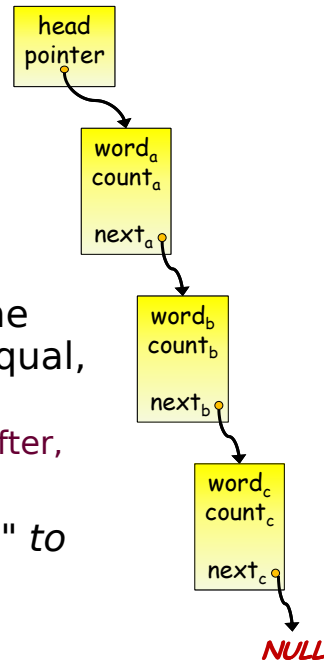 head
pointer
word_a
count_a
next_a
qual,
word_b
count_b
next_b
fter,
word_c
count_c
" to
next_c
NULL